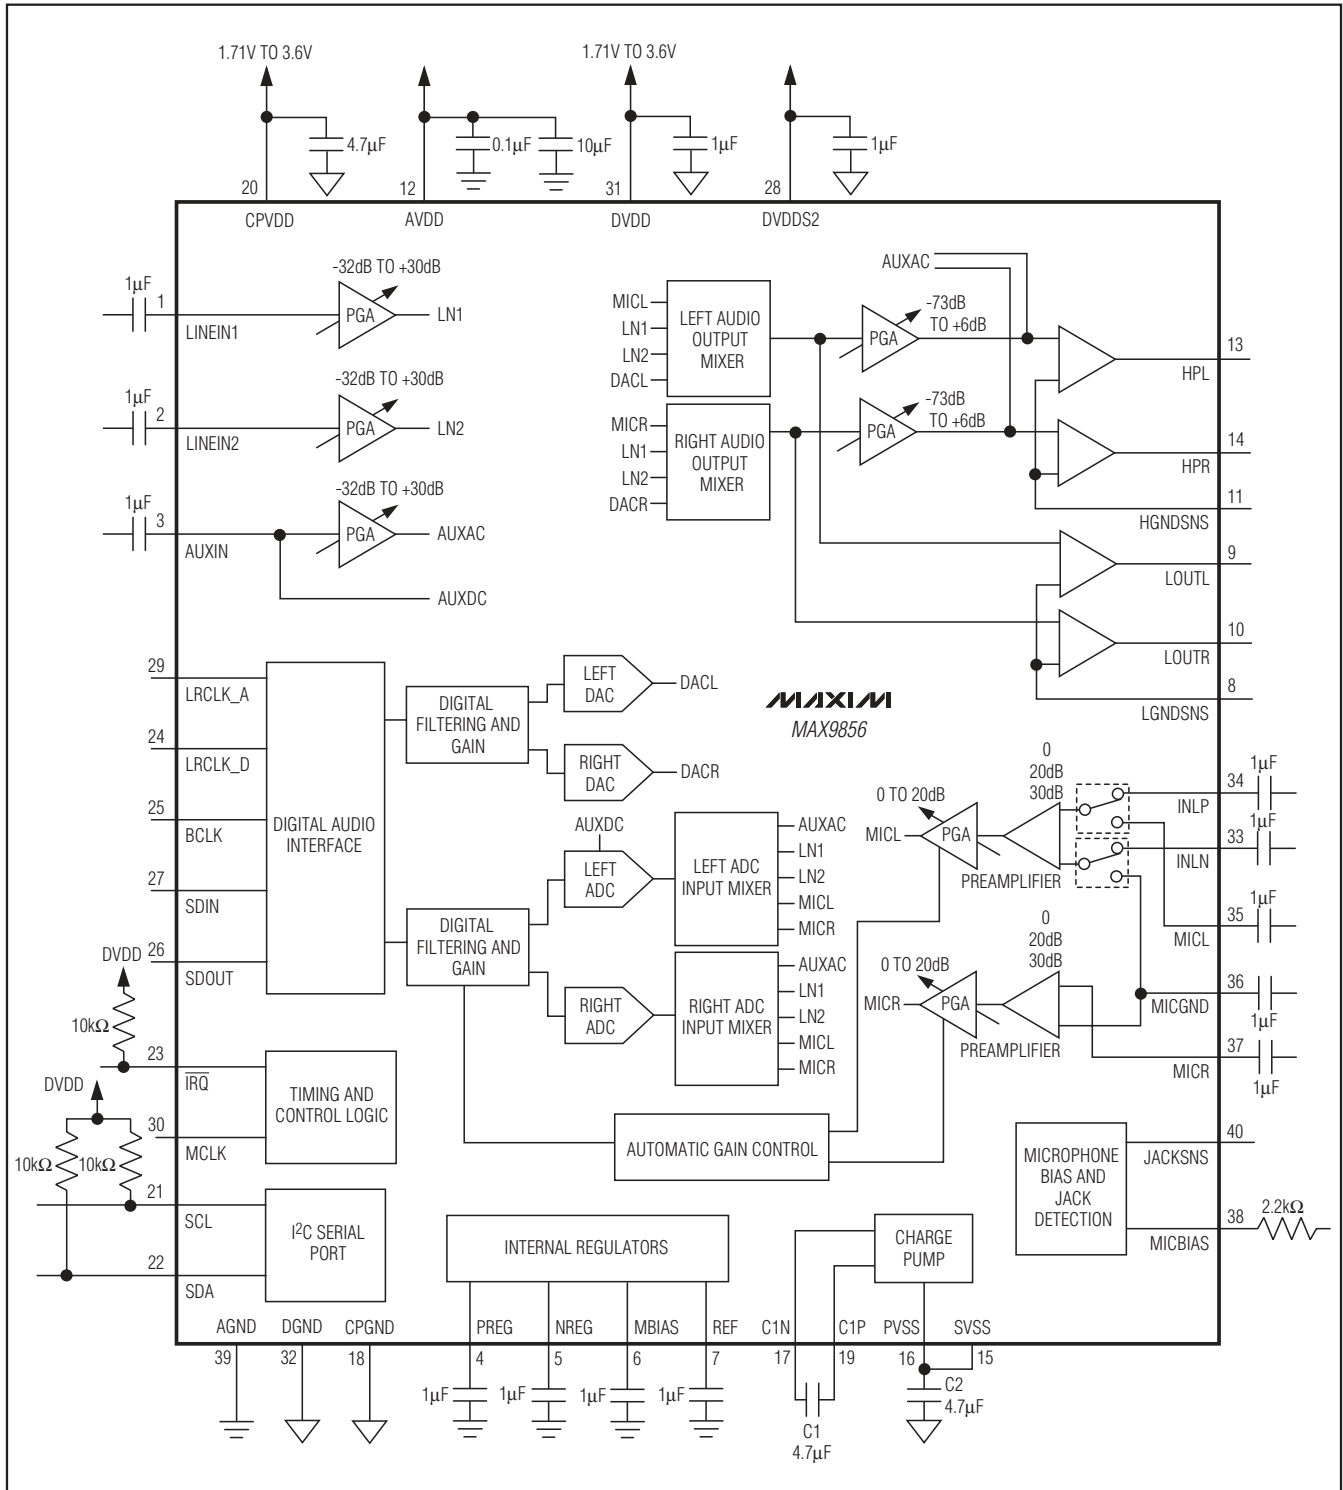 1.71V TO 3.6V
1.71V TO 3.6V
4.7µF
0.1µF
10µF
1µF
1µF
20
12
31
28
CPVDD
AVDD
DVDD
DVDDS2
1µF
1
LINEIN1
-32dB TO +30dB
PGA
LN1
1µF
2
LINEIN2
-32dB TO +30dB
PGA
LN2
1µF
3
AUXIN
-32dB TO +30dB
PGA
AUXAC
AUXDC
AUXAC
MICL
LN1
LN2
DACL
LEFT AUDIO
OUTPUT
MIXER
PGA
-73dB
TO +6dB
13
HPL
MICR
LN1
LN2
DACR
RIGHT AUDIO
OUTPUT
MIXER
PGA
-73dB
TO +6dB
14
HPR
11
HGNDSNS
9
LOUTL
10
LOUTR
8
LGNDSNS
29
LRCLK_A
24
LRCLK_D
25
BCLK
27
SDIN
26
SDOUT
DIGITAL AUDIO
INTERFACE
DIGITAL
FILTERING AND
GAIN
LEFT
DAC
DACL
RIGHT
DAC
DACR
MAXIM
MAX9856
AUXDC
LEFT
ADC
LEFT ADC
INPUT MIXER
AUXAC
LN1
LN2
MICL
MICR
DIGITAL
FILTERING AND
GAIN
RIGHT
ADC
RIGHT ADC
INPUT MIXER
AUXAC
LN1
LN2
MICL
MICR
0 TO 20dB
MICL
PGA
0
20dB
30dB
PREAMPLIFIER
34
1µF
INLP
33
1µF
INLN
35
1µF
MICL
0 TO 20dB
MICR
PGA
0
20dB
30dB
PREAMPLIFIER
36
MICGND
1µF
37
MICR
1µF
DVDD
10kΩ
23
IRQ
DVDD
30
MCLK
TIMING AND
CONTROL LOGIC
10kΩ
10kΩ
21
SCL
22
SDA
I²C SERIAL
PORT
AUTOMATIC GAIN CONTROL
MICROPHONE
BIAS AND
JACK
DETECTION
40
JACKSNS
38
MICBIAS
2.2kΩ
INTERNAL REGULATORS
CHARGE
PUMP
AGND
DGND
CPGND
PREG
NREG
MBIAS
REF
C1N
C1P
PVSS
SVSS
39
32
18
4
5
6
7
17
19
16
15
1µF
1µF
1µF
1µF
C1
4.7µF
C2
4.7µF